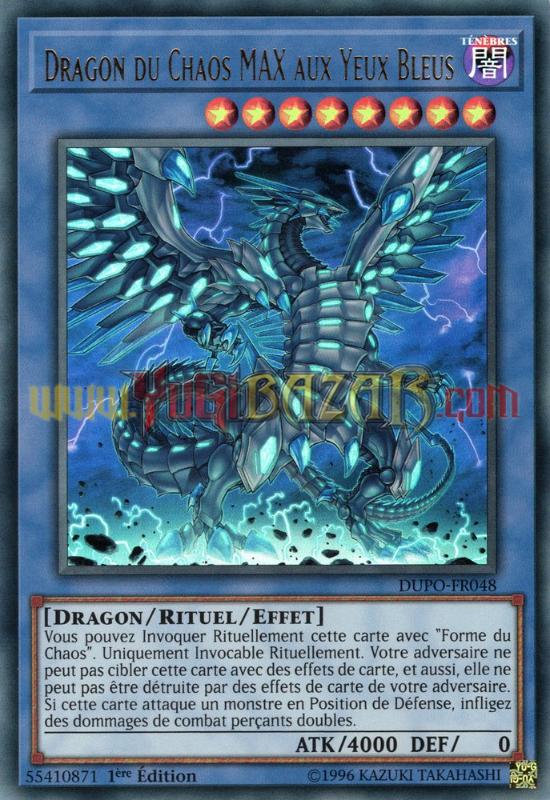 DRAGON DU CHAOS MAX AUX YEUX BLEUS
TÉNÈBRES
闇
www.YUGIBAZAR.com
DUPO-FR048
[DRAGON/RITUEL/EFFET]
Vous pouvez Invoquer Rituellement cette carte avec "Forme du
Chaos". Uniquement Invocable Rituellement. Votre adversaire ne
peut pas cibler cette carte avec des effets de carte, et aussi, elle ne
peut pas être détruite par des effets de carte de votre adversaire.
Si cette carte attaque un monstre en Position de Défense, infligez
des dommages de combat perçants doubles.
ATK/4000 DEF/ 0
55410871 1ère Édition ©1996 KAZUKI TAKAHASHI